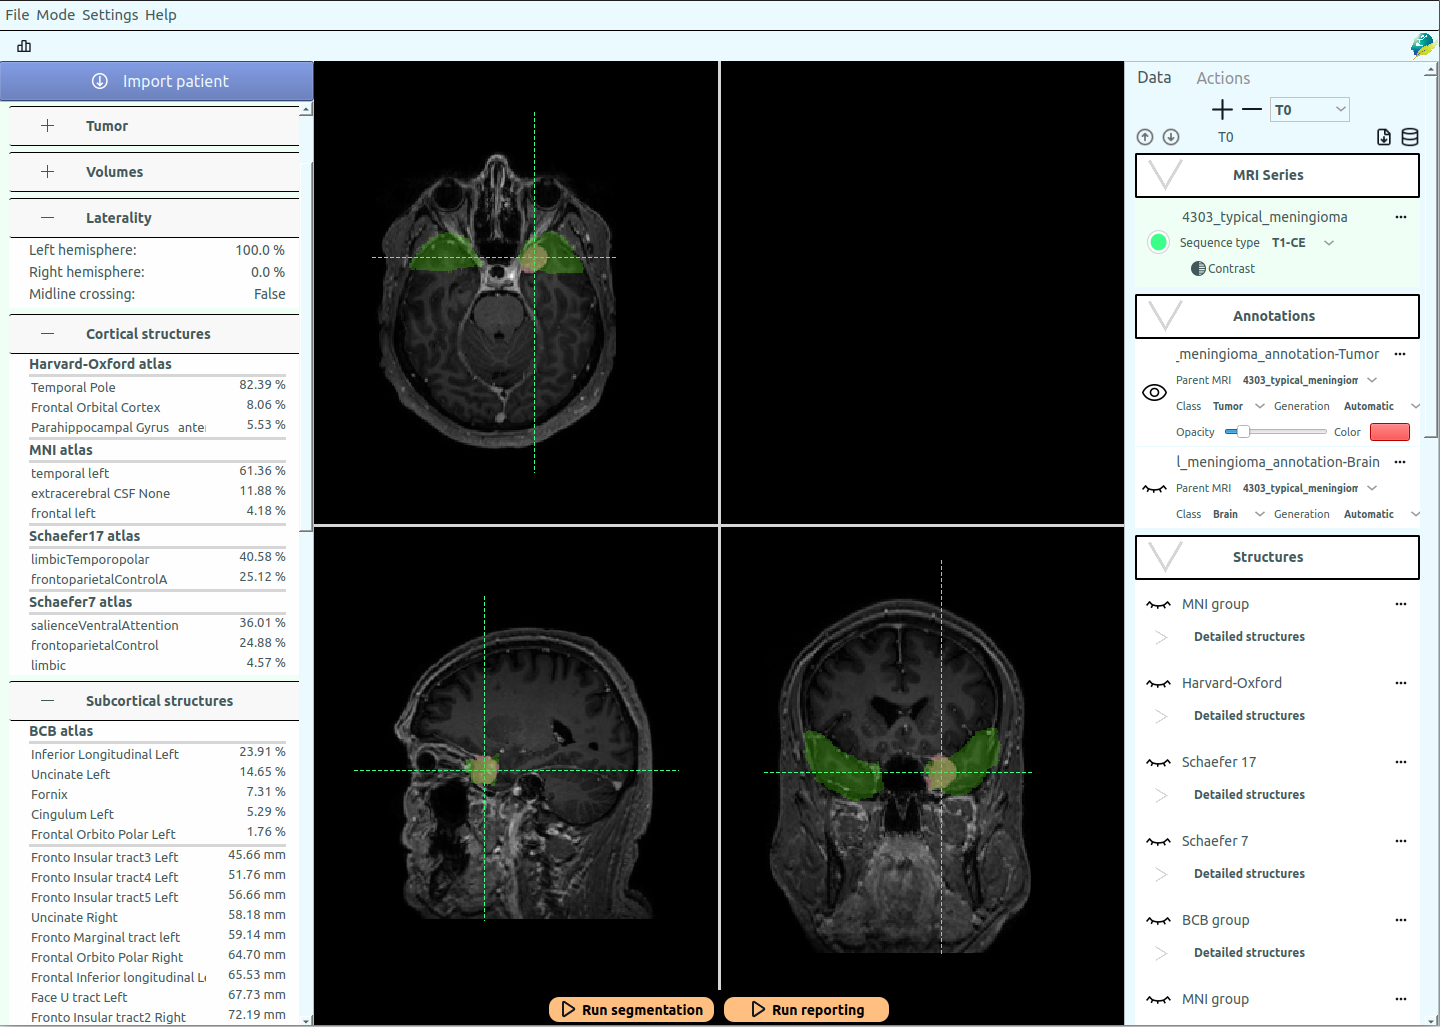 File Mode Settings Help
Import patient
Tumor
Volumes
Laterality
Left hemisphere: 100.0 %
Right hemisphere: 0.0 %
Midline crossing: False
Cortical structures
Harvard-Oxford atlas
Temporal Pole 82.39 %
Frontal Orbital Cortex 8.06 %
Parahippocampal Gyrus ante 5.53 %
MNI atlas
temporal left 61.36 %
extracerebral CSF None 11.88 %
frontal left 4.18 %
Schaefer17 atlas
limbicTemporopolar 40.58 %
frontoparietalControlA 25.12 %
Schaefer7 atlas
salienceVentralAttention 36.01 %
frontoparietalControl 24.88 %
limbic 4.57 %
Subcortical structures
BCB atlas
Inferior Longitudinal Left 23.91 %
Uncinate Left 14.65 %
Fornix 7.31 %
Cingulum Left 5.29 %
Frontal Orbito Polar Left 1.76 %
Fronto Insular tract3 Left 45.66 mm
Fronto Insular tract4 Left 51.76 mm
Fronto Insular tract5 Left 56.66 mm
Uncinate Right 58.18 mm
Fronto Marginal tract left 59.14 mm
Frontal Orbito Polar Right 64.70 mm
Frontal Inferior longitudinal Le 65.53 mm
Face U tract Left 67.73 mm
Fronto Insular tract2 Right 72.19 mm
Run segmentation
Run reporting
Data Actions
T0
T0
MRI Series
4303_typical_meningioma ...
Sequence type T1-CE
Contrast
Annotations
_meningioma_annotation-Tumor ...
Parent MRI 4303_typical_meningiom
Class Tumor Generation Automatic
Opacity Color
l_meningioma_annotation-Brain ...
Parent MRI 4303_typical_meningiom
Class Brain Generation Automatic
Structures
MNI group ...
Detailed structures
Harvard-Oxford ...
Detailed structures
Schaefer 17 ...
Detailed structures
Schaefer 7 ...
Detailed structures
BCB group ...
Detailed structures
MNI group ...